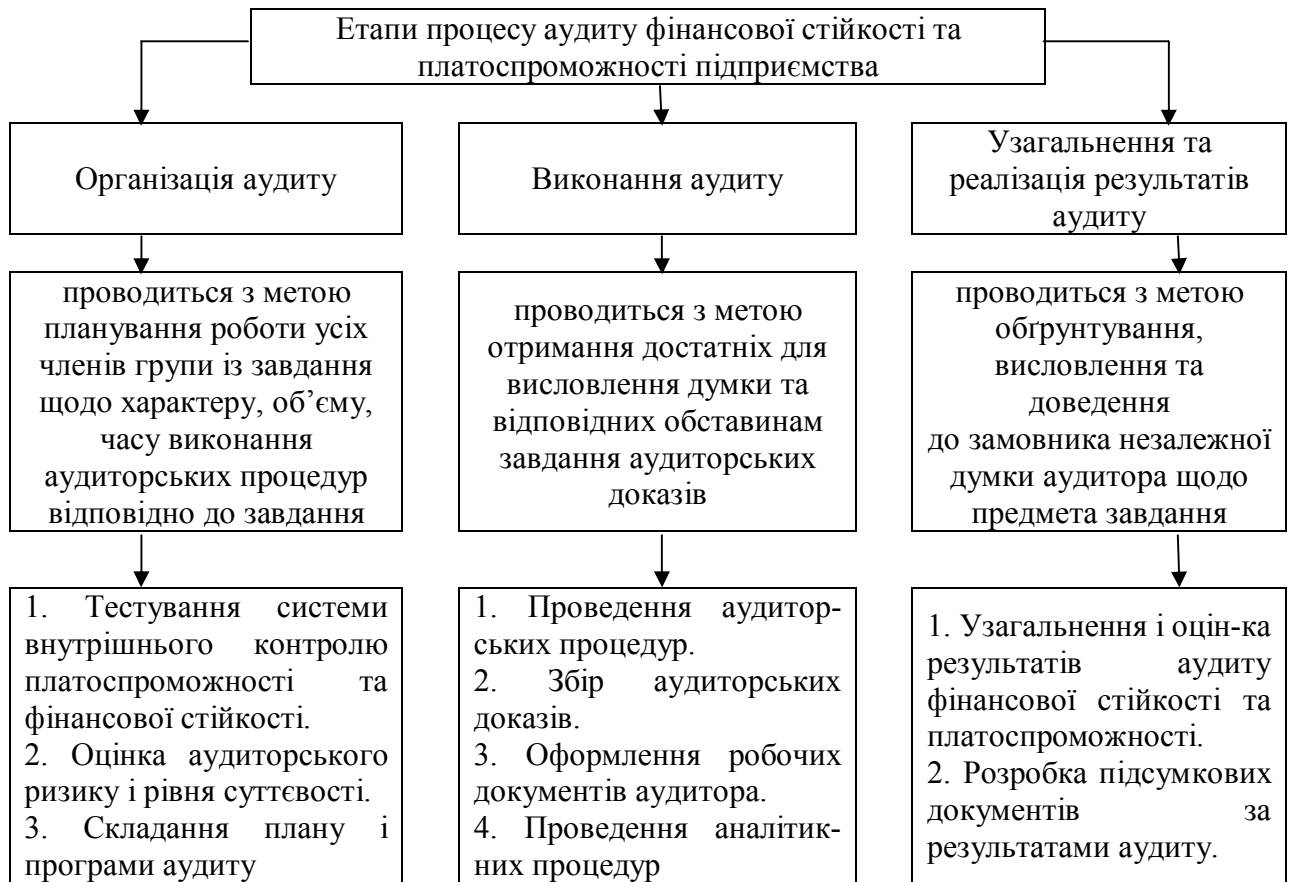 Етапи процесу аудиту фінансової стійкості та
платоспроможності підприємства
Організація аудиту
Виконання аудиту
Узагальнення та
реалізація результатів
аудиту
проводиться з метою
планування роботи усіх
членів групи із завдання
щодо характеру, об’єму,
часу виконання
аудиторських процедур
відповідно до завдання
проводиться з метою
отримання достатніх для
висловлення думки та
відповідних обставинам
завдання аудиторських
доказів
проводиться з метою
обґрунтування,
висловлення та
доведення
до замовника незалежної
думки аудитора щодо
предмета завдання
1. Тестування системи
внутрішнього контролю
платоспроможності та
фінансової стійкості.
2. Оцінка аудиторського
ризику і рівня суттєвості.
3. Складання плану і
програми аудиту
1. Проведення аудитор-
ських процедур.
2. Збір аудиторських
доказів.
3. Оформлення робочих
документів аудитора.
4. Проведення аналітик-
них процедур
1. Узагальнення і оцін-ка
результатів аудиту
фінансової стійкості та
платоспроможності.
2. Розробка підсумкових
документів за
результатами аудиту.